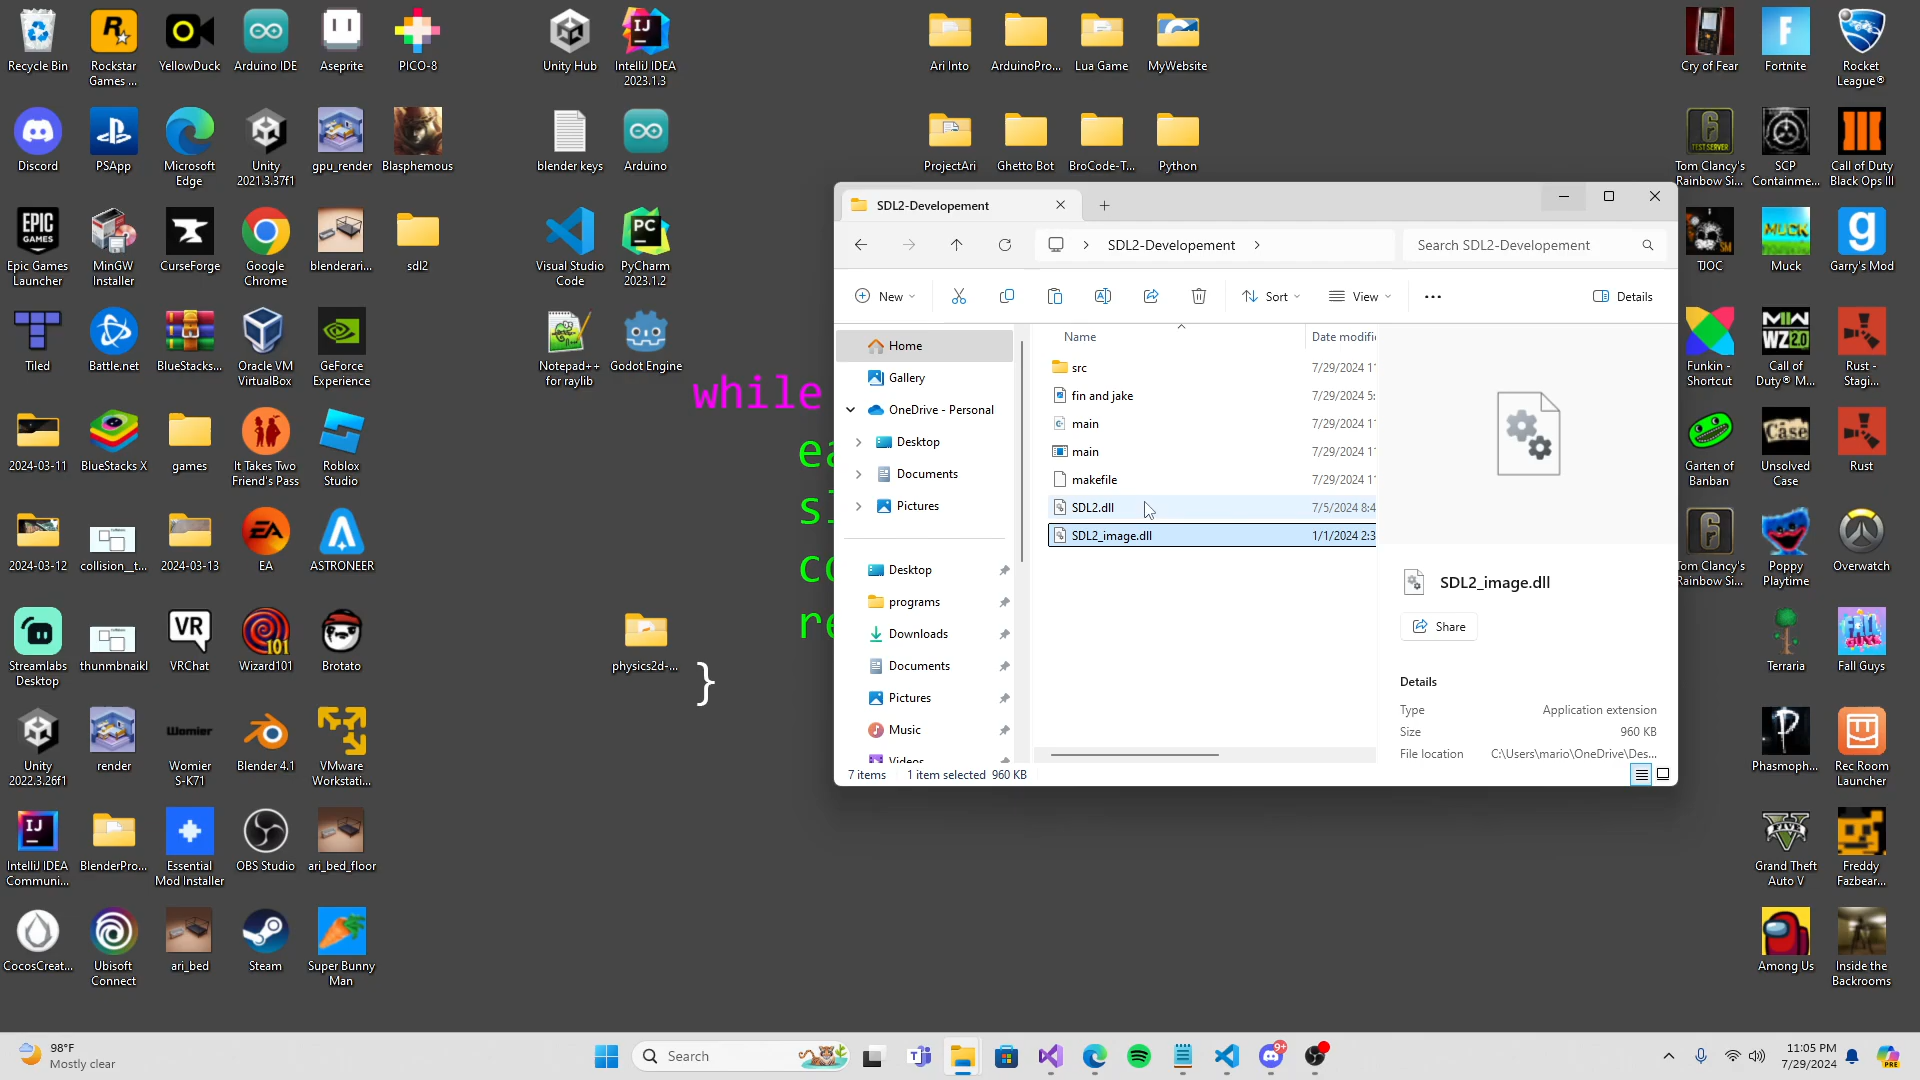 Recycle Bin
Rockstar
Games ...
YellowDuck
Arduino IDE
Aseprite
PICO-8
Unity Hub
IntelliJ IDEA
2023.1.3
Ari Into
ArduinoPro...
Lua Game
MyWebsite
Cry of Fear
Fortnite
Rocket
League®
Discord
PSApp
Microsoft
Edge
Unity
2021.3.37f1
gpu_render
Blasphemous
blender keys
Arduino
ProjectAri
Ghetto Bot
BroCode-T...
Python
Tom Clancy's
Rainbow Si...
SCP
Containme...
Call of Duty
Black Ops III
Epic Games
Launcher
MinGW
Installer
CurseForge
Google
Chrome
blenderari...
sdl2
Visual Studio
Code
PyCharm
2023.1.2
TJOC
Muck
Garry's Mod
Tiled
Battle.net
BlueStacks...
Oracle VM
VirtualBox
GeForce
Experience
Notepad++
for raylib
Godot Engine
Funkin -
Shortcut
Call of
Duty® M...
Rust -
Stagi...
2024-03-11
BlueStacks X
games
It Takes Two
Friend's Pass
Roblox
Studio
Garten of
Banban
Unsolved
Case
Rust
2024-03-12
collision_t...
2024-03-13
EA
ASTRONEER
Tom Clancy's
Rainbow Si...
Poppy
Playtime
Overwatch
Streamlabs
Desktop
thunmbnaikl
VRChat
Wizard101
Brotato
physics2d-...
Terraria
Fall Guys
Unity
2022.3.26f1
render
Womier
S-K71
Blender 4.1
VMware
Workstati...
Phasmoph...
Rec Room
Launcher
IntelliJ IDEA
Communi...
BlenderPro...
Essential
Mod Installer
OBS Studio
ari_bed_floor
Grand Theft
Auto V
Freddy
Fazbear...
CocosCreat...
Ubisoft
Connect
ari_bed
Steam
Super Bunny
Man
Among Us
Inside the
Backrooms
while
ea
sl
co
re
}
SDL2-Developement
SDL2-Developement
Search SDL2-Developement
New
Sort
View
Details
Home
Gallery
OneDrive - Personal
Desktop
Documents
Pictures
Desktop
programs
Downloads
Documents
Pictures
Music
Videos
Name
Date modifi
src
7/29/2024 1
fin and jake
7/29/2024 5:
main
7/29/2024 1
main
7/29/2024 1
makefile
7/29/2024 1
SDL2.dll
7/5/2024 8:4
SDL2_image.dll
1/1/2024 2:3
SDL2_image.dll
Share
Details
Type
Application extension
Size
960 KB
File location
C:\Users\mario\OneDrive\Des...
7 items
1 item selected 960 KB
98°F
Mostly clear
Search
9+
11:05 PM
7/29/2024